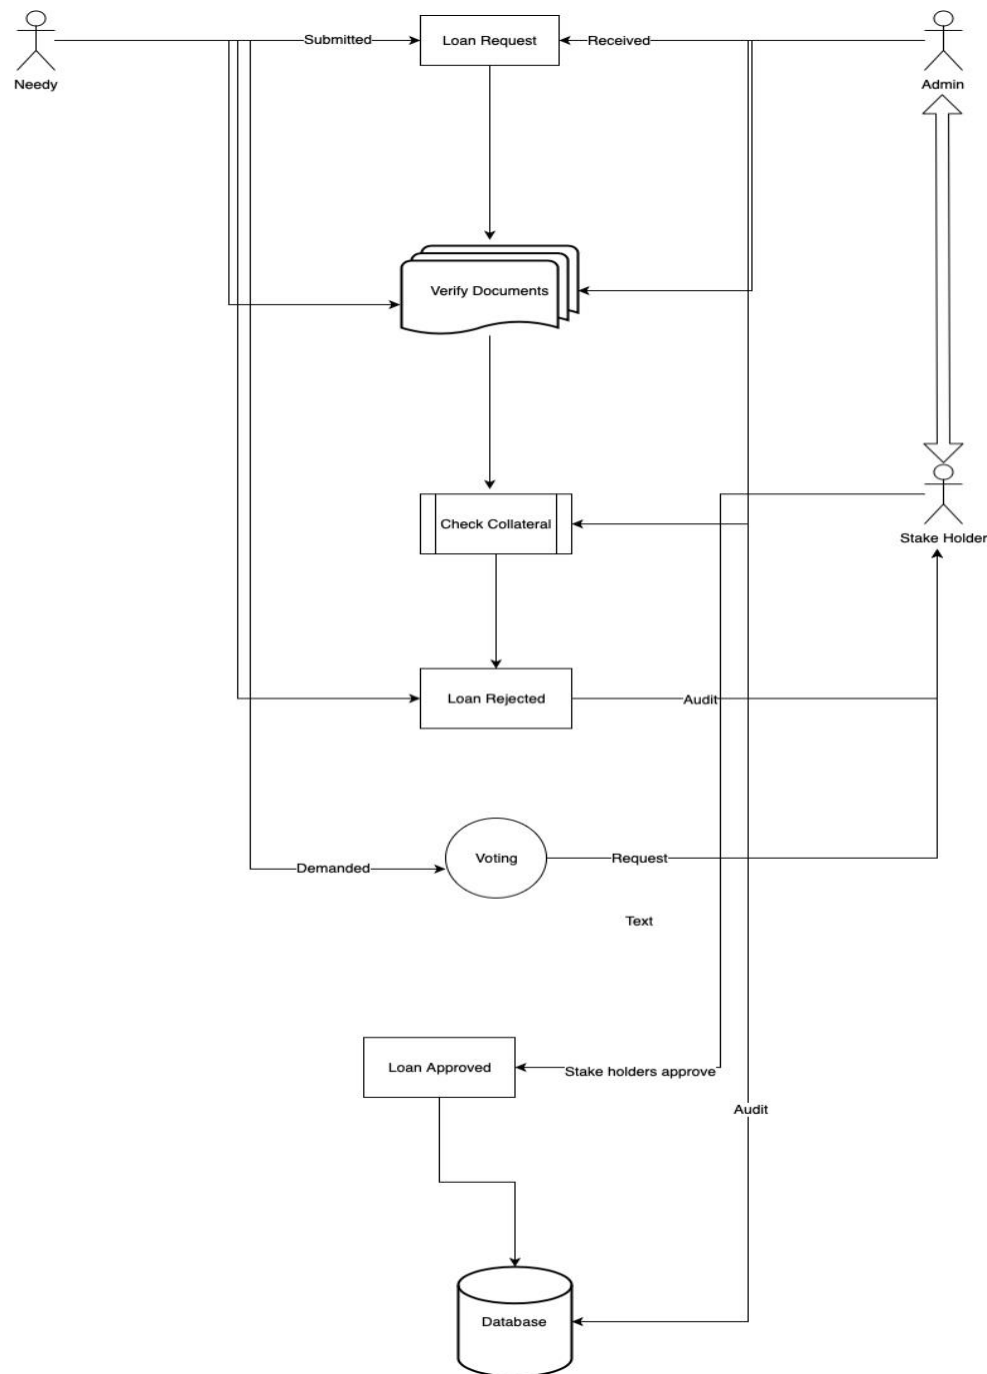 Submitted
Loan Request
Received
Needy
Admin
Verify Documents
Check Collateral
Stake Holder
Loan Rejected
Audit
Voting
Request
Demanded
Text
Loan Approved
Stake holders approve
Audit
Database